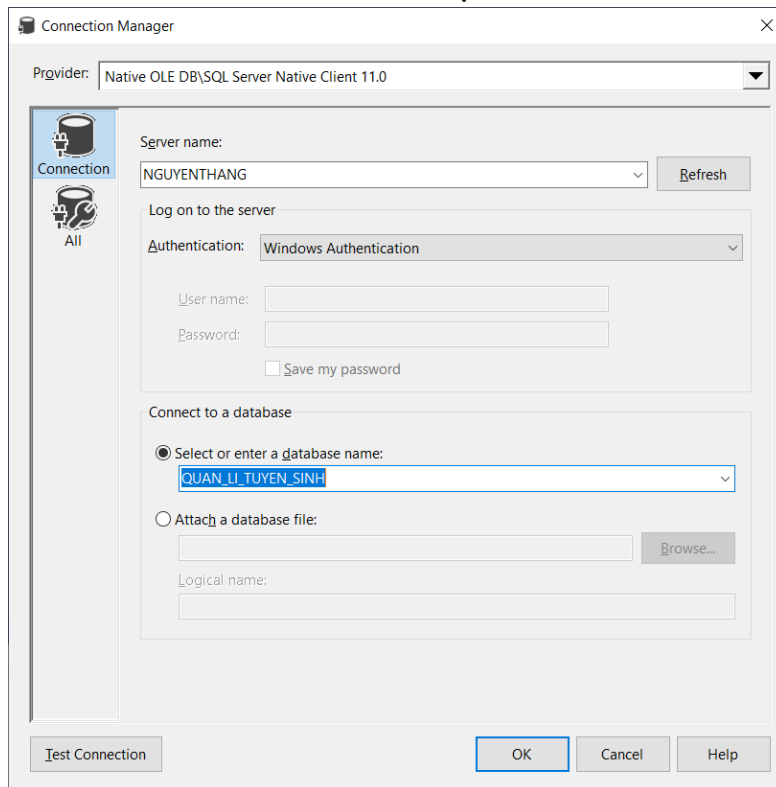 Connection Manager
Provider: Native OLE DB\SQL Server Native Client 11.0
Connection
All
Server name:
NGUYENTHANG Refresh
Log on to the server
Authentication: Windows Authentication
User name:
Password:
Save my password
Connect to a database
Select or enter a database name:
QUAN_LI_TUYEN_SINH
Attach a database file:
Browse...
Logical name:
Test Connection OK Cancel Help